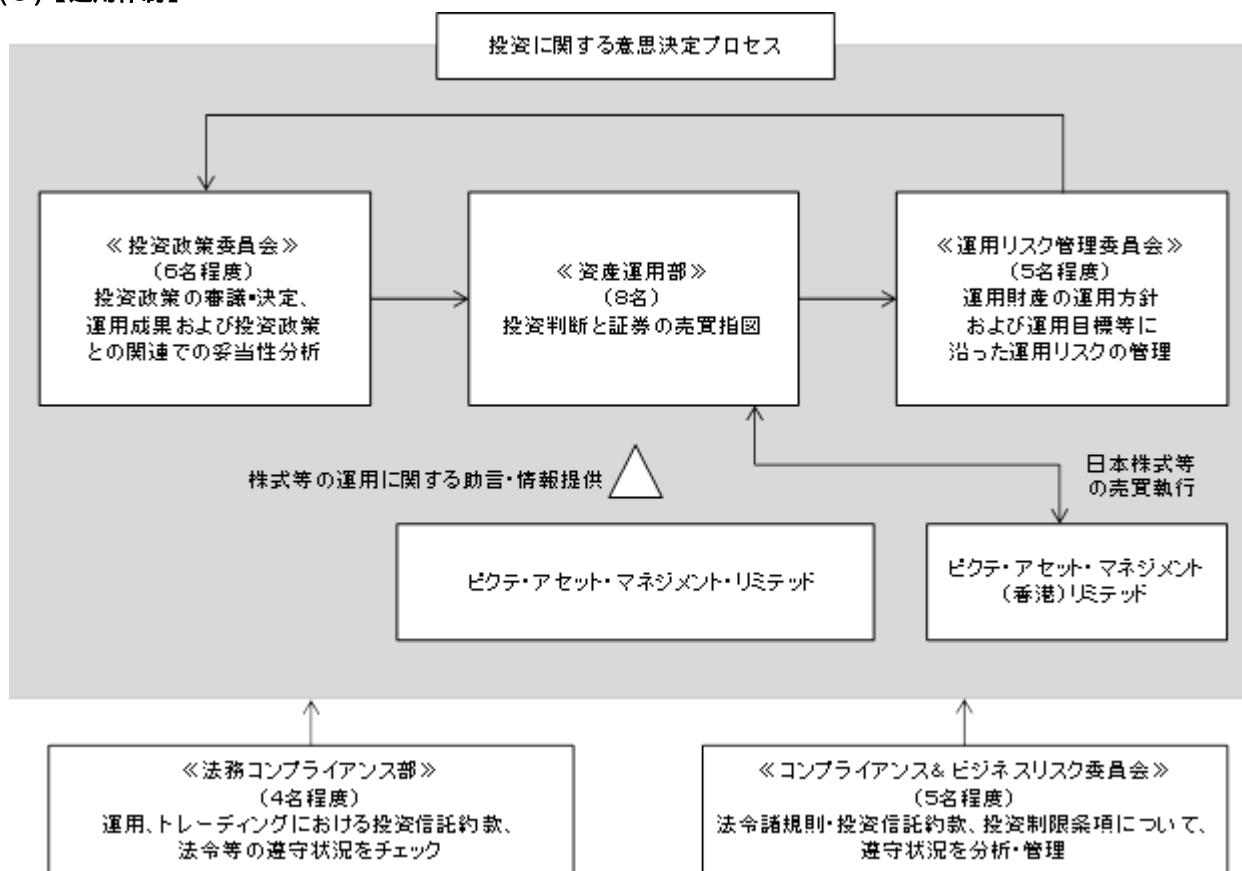 投資に関する意思決定プロセス
≪投資政策委員会≫
(6名程度)
投資政策の審議・決定、
運用成果および投資政策
との関連での妥当性分析
≪資産運用部≫
(8名)
投資判断と証券の売買指図
≪運用リスク管理委員会≫
(5名程度)
運用財産の運用方針
および運用目標等に
沿った運用リスクの管理
株式等の運用に関する助言・情報提供
日本株式等
の売買執行
ピクテ・アセット・マネジメント・リミテッド
ピクテ・アセット・マネジメント
(香港)リミテッド
≪法務コンプライアンス部≫
(4名程度)
運用、トレーディングにおける投資信託約款、
法令等の遵守状況をチェック
≪コンプライアンス&ビジネスリスク委員会≫
(5名程度)
法令諸規則・投資信託約款、投資制限条項について、
遵守状況を分析・管理